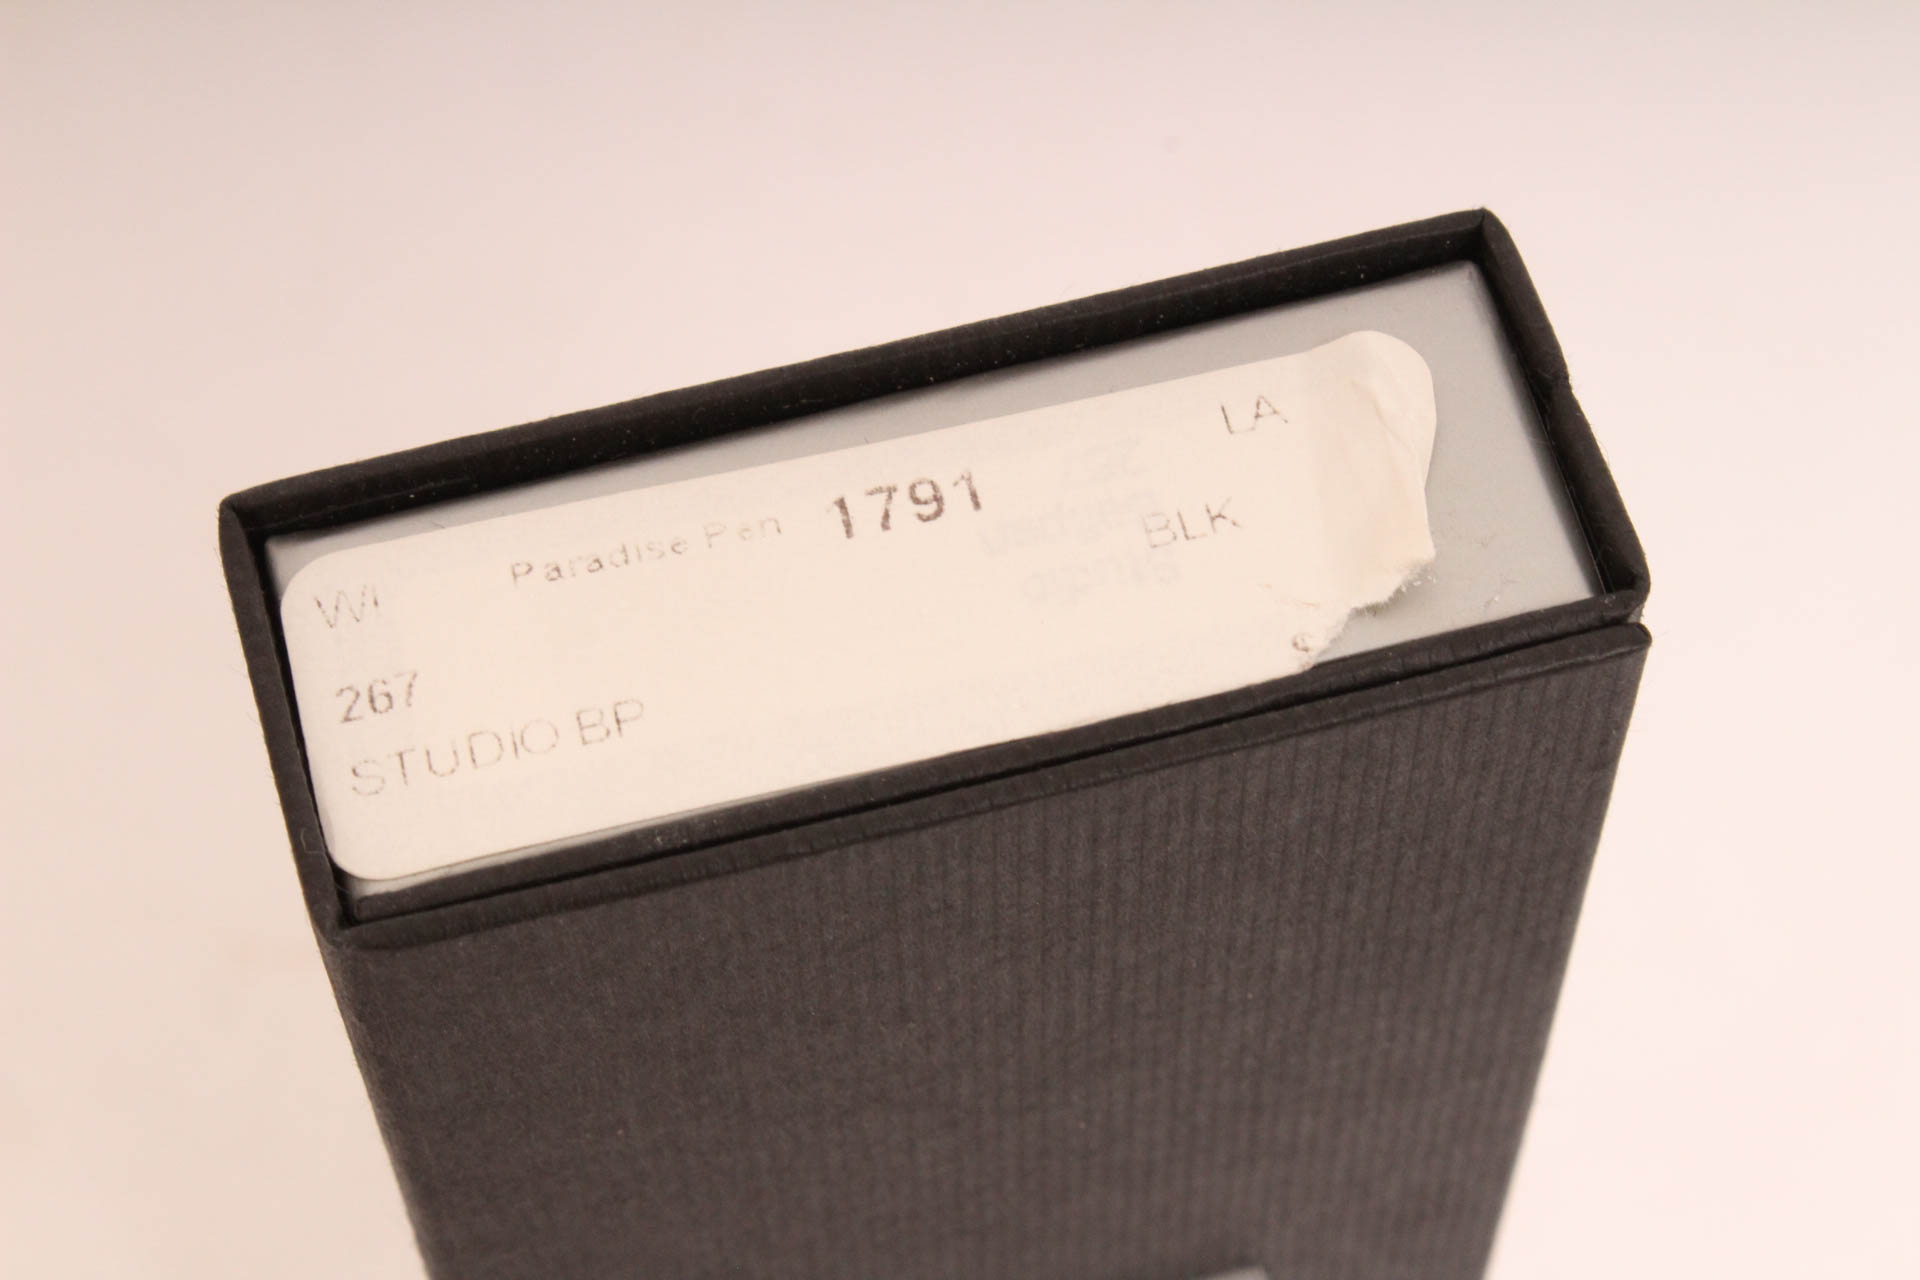 Paradise Pen 1791 LA
WI BLK
267 $
STUDIO BP